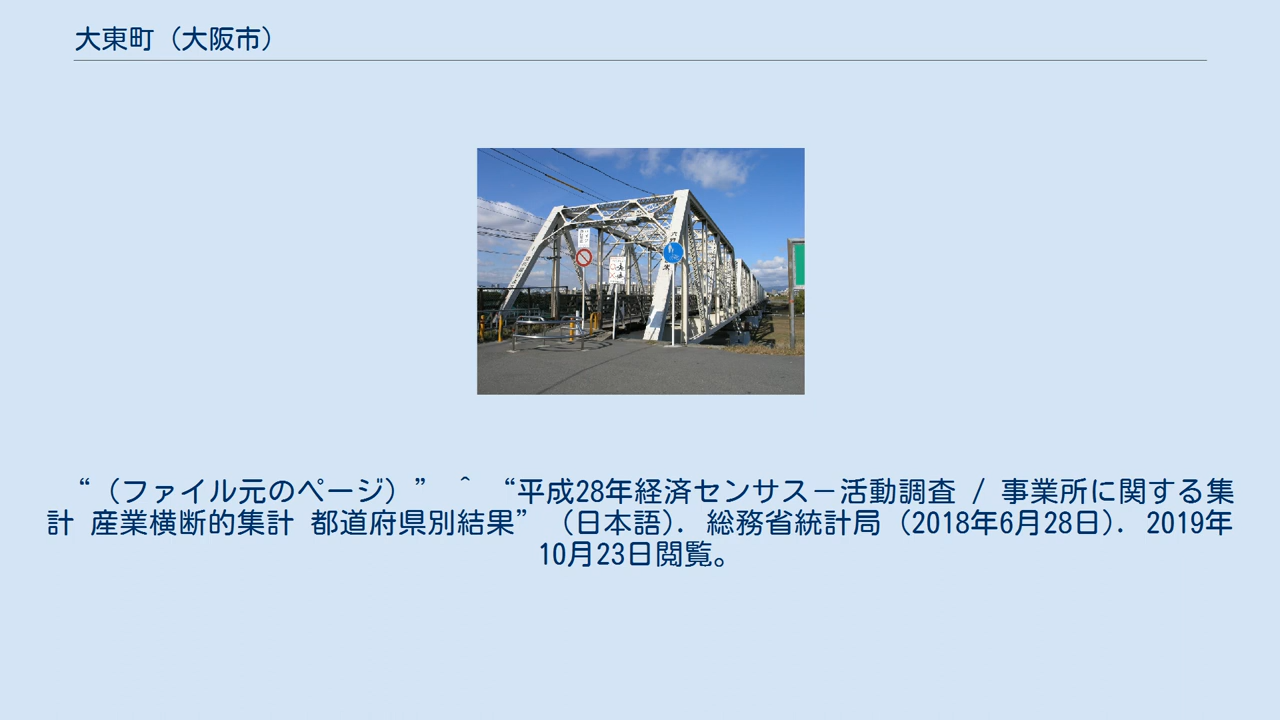 大東町（大阪市）
“（ファイル元のページ）” ＾ “平成28年経済センサス－活動調査 / 事業所に関する集
計 産業横断的集計 都道府県別結果” （日本語）. 総務省統計局 (2018年6月28日). 2019年
10月23日閲覧。